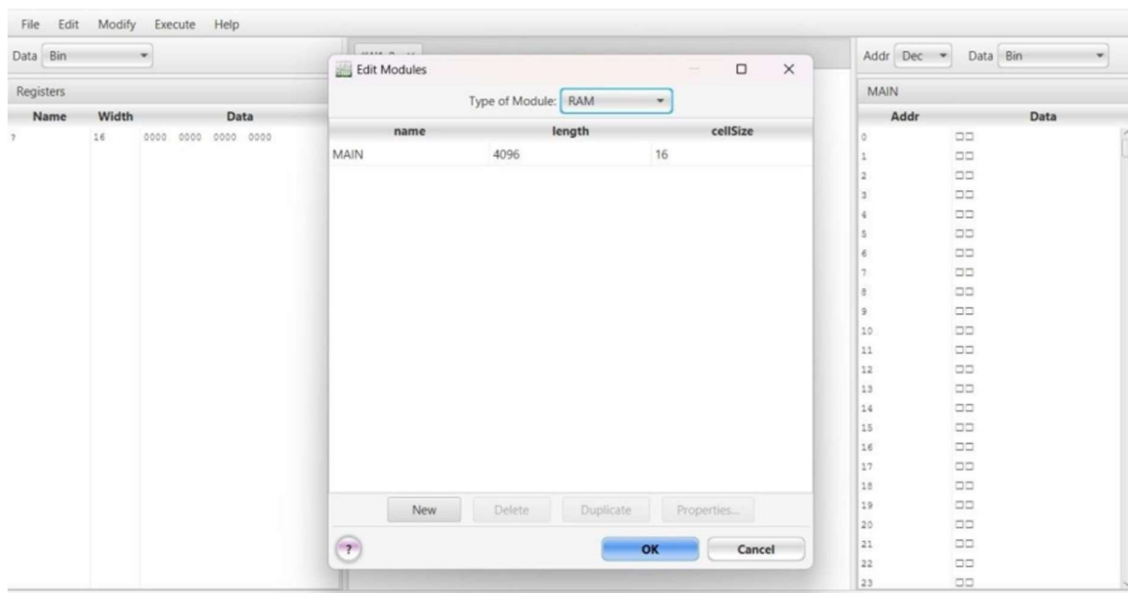 File Edit Modify Execute Help
Data Bin
Registers
Name Width Data
? 16 0000 0000 0000 0000
Edit Modules
Type of Module: RAM
name length cellSize
MAIN 4096 16
New Delete Duplicate Properties...
? OK Cancel
Addr Dec Data Bin
MAIN
Addr Data
0 □□
1 □□
2 □□
3 □□
4 □□
5 □□
6 □□
7 □□
8 □□
9 □□
10 □□
11 □□
12 □□
13 □□
14 □□
15 □□
16 □□
17 □□
18 □□
19 □□
20 □□
21 □□
22 □□
23 □□